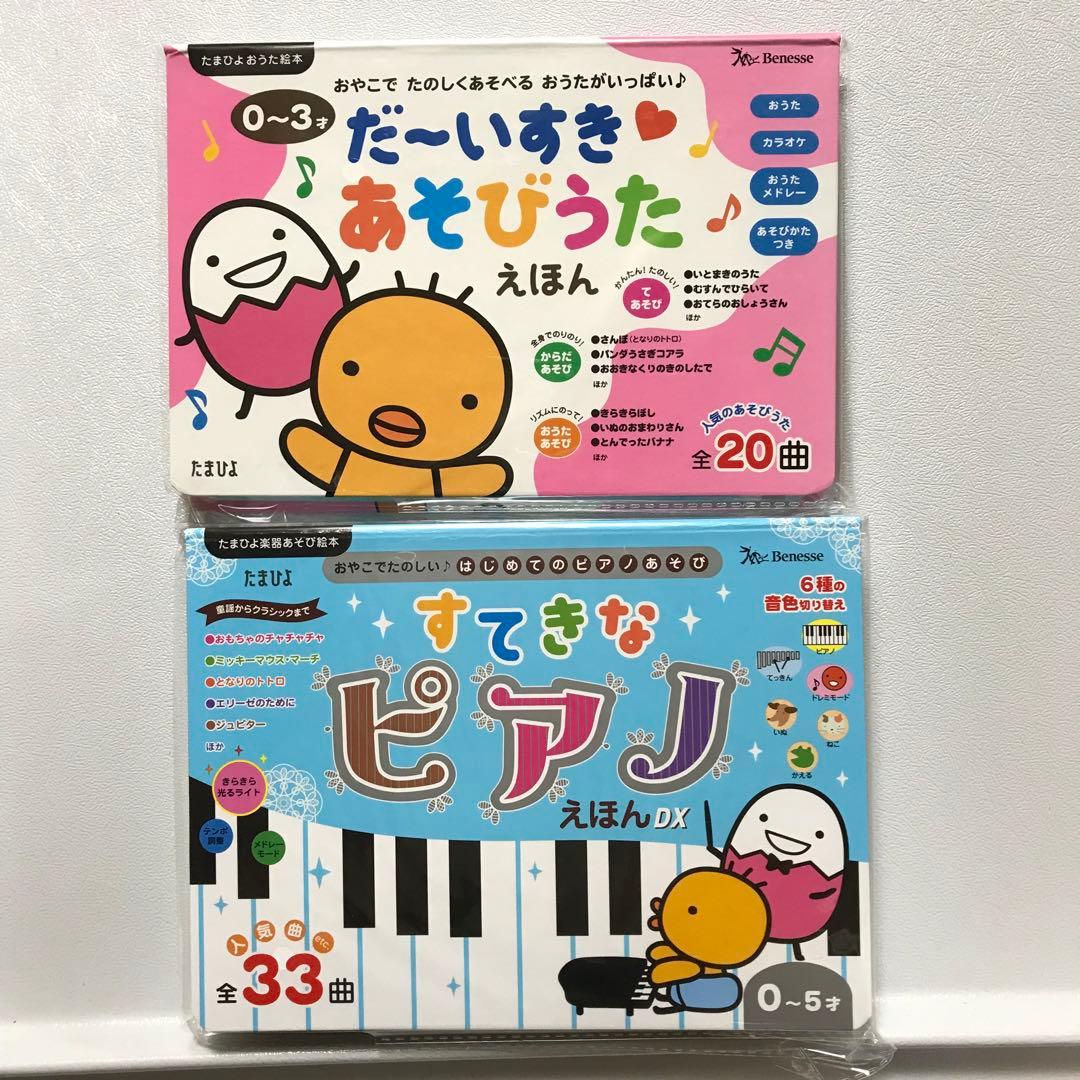 たまひよおうた絵本
Benesse
おやこで たのしくあそべる おうたがいっぱい♪
0〜3才
だ〜いすき
あそびうた
えほん
おうた
カラオケ
おうた
メドレー
あそびかた
つき
かんたん!たのしい!
て
あそび
●いとまきのうた
●むすんでひらいて
●おてらのおしょうさん
ほか
全身でのりのり!
からだ
あそび
●さんぽ(となりのトトロ)
●パンダうさぎコアラ
●おおきなくりのきのしたで
ほか
リズムにのって!
おうた
あそび
●きらきらぼし
●いぬのおまわりさん
●とんでったバナナ
ほか
人気のあそびうた
全20曲
たまひよ
たまひよ楽器あそび絵本
Benesse
たまひよ
おやこでたのしい♪はじめてのピアノあそび
すてきな
ピアノ
えほんDX
童謡からクラシックまで
●おもちゃのチャチャチャ
●ミッキーマウス・マーチ
●となりのトトロ
●エリーゼのために
●ジュピター
ほか
6種の
音色切り替え
ピアノ
てっきん
ドレミモード
いぬ
ねこ
かえる
きらきら
光るライト
テンポ
調整
メドレー
モード
人気曲etc.
全33曲
0〜5才